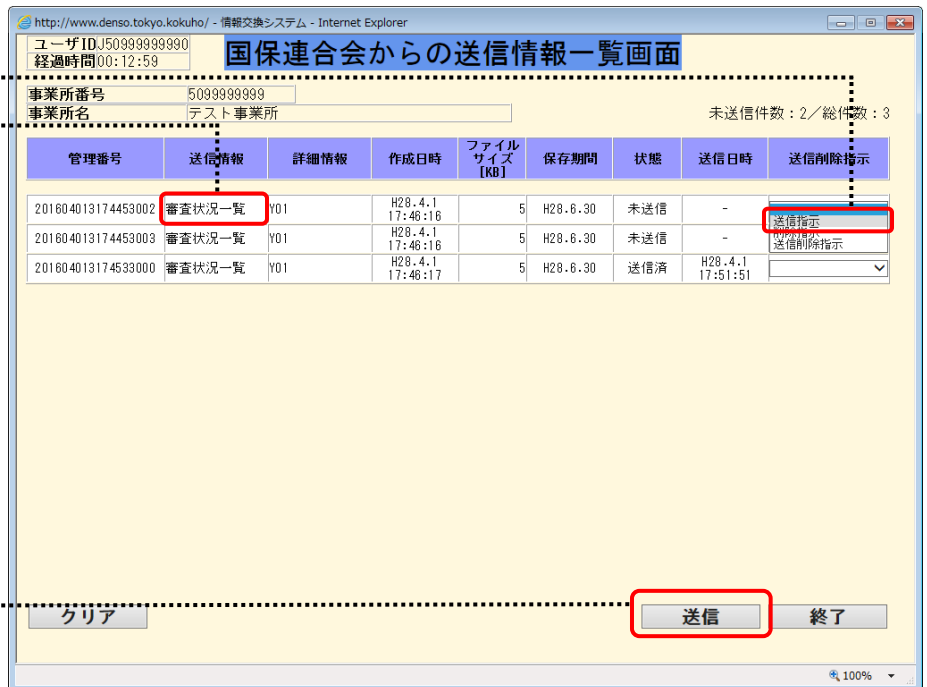 http://www.denso.tokyo.kokuho/ - 情報交換システム - Internet Explorer
ユーザID J50999999990
経過時間 00:12:59
国保連合会からの送信情報一覧画面
事業所番号 5099999999
事業所名 テスト事業所
未送信件数：2／総件数：3
管理番号 送信情報 詳細情報 作成日時 ファイルサイズ[KB] 保存期間 状態 送信日時 送信削除指示
201604013174453002 審査状況一覧 Y01 H28.4.1 17:46:16 5 H28.6.30 未送信 -
送信指示
削除指示
送信削除指示
201604013174453003 審査状況一覧 Y01 H28.4.1 17:46:16 5 H28.6.30 未送信 -
201604013174533000 審査状況一覧 Y01 H28.4.1 17:46:17 5 H28.6.30 送信済 H28.4.1 17:51:51
クリア 送信 終了
100%